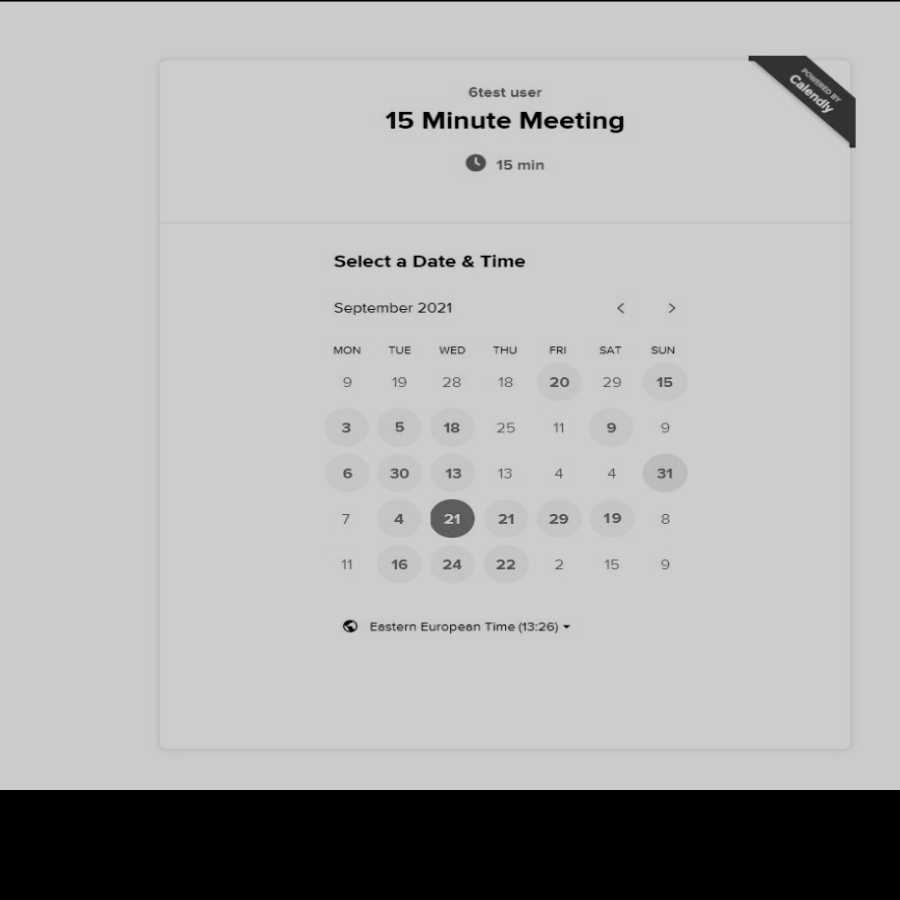 POWERED BY
Calendly
6test user
15 Minute Meeting
15 min
Select a Date & Time
September 2021
MON TUE WED THU FRI SAT SUN
9 19 28 18 20 29 15
3 5 18 25 11 9 9
6 30 13 13 4 4 31
7 4 21 21 29 19 8
11 16 24 22 2 15 9
Eastern European Time (13:26)